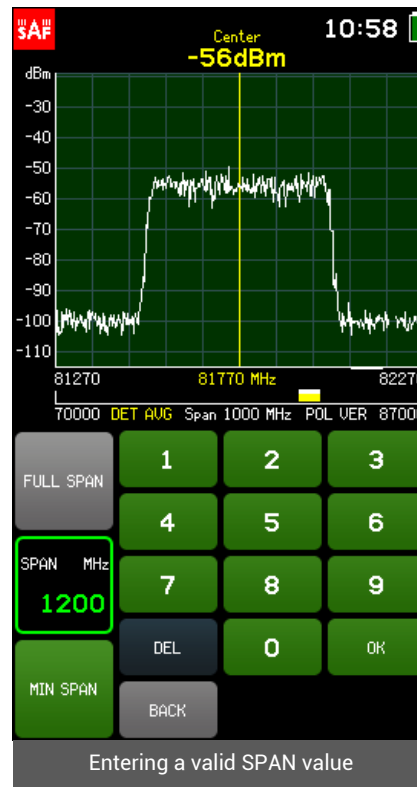 SAF
Center
10:58
-56dBm
dBm
-30
-40
-50
-60
-70
-80
-90
-100
-110
81270 81770 MHz 8227
70000 DET AVG Span 1000 MHz POL VER 8700
FULL SPAN
1 2 3
4 5 6
SPAN MHz
1200
7 8 9
DEL 0 OK
MIN SPAN
BACK
Entering a valid SPAN value